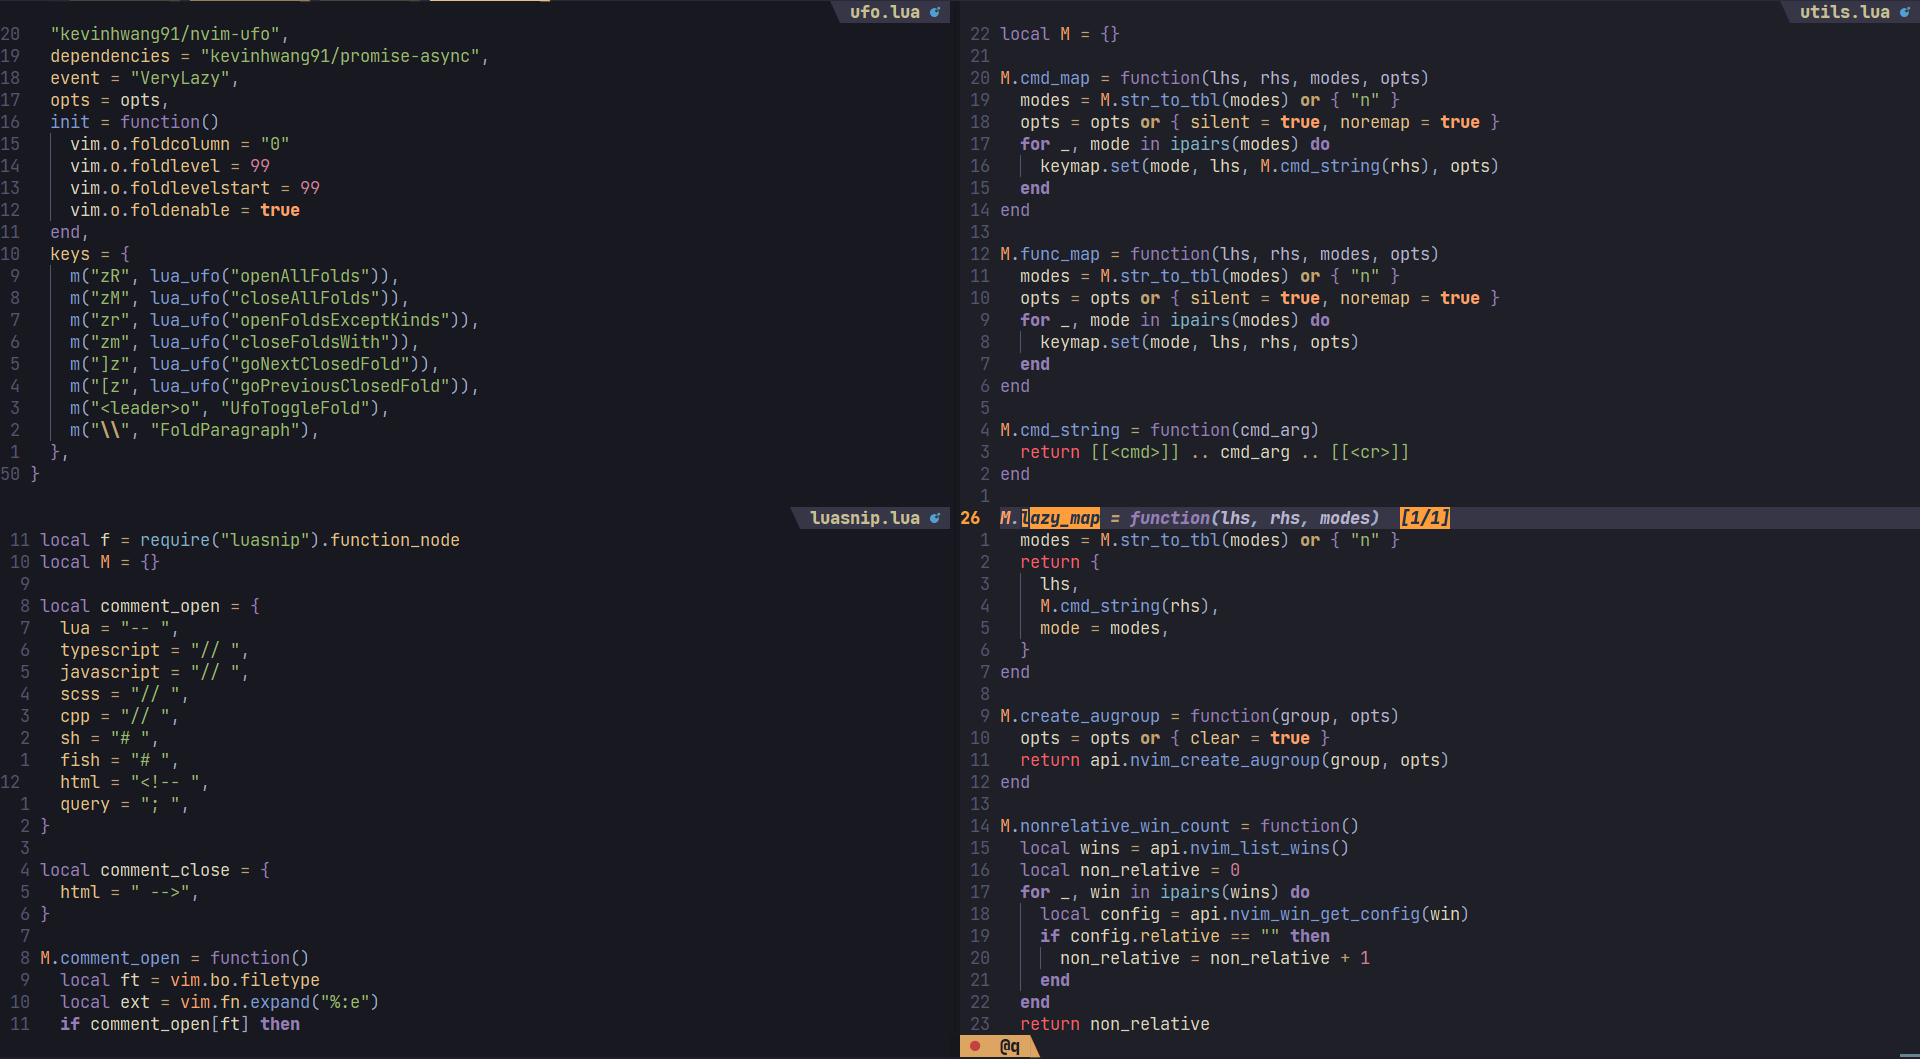 ufo.lua
20 "kevinhwang91/nvim-ufo",
19 dependencies = "kevinhwang91/promise-async",
18 event = "VeryLazy",
17 opts = opts,
16 init = function()
15 vim.o.foldcolumn = "0"
14 vim.o.foldlevel = 99
13 vim.o.foldlevelstart = 99
12 vim.o.foldenable = true
11 end,
10 keys = {
9 m("zR", lua_ufo("openAllFolds")),
8 m("zM", lua_ufo("closeAllFolds")),
7 m("zr", lua_ufo("openFoldsExceptKinds")),
6 m("zm", lua_ufo("closeFoldsWith")),
5 m("]z", lua_ufo("goNextClosedFold")),
4 m("[z", lua_ufo("goPreviousClosedFold")),
3 m("<leader>o", "UfoToggleFold"),
2 m("\\", "FoldParagraph"),
1 },
50 }
luasnip.lua
11 local f = require("luasnip").function_node
10 local M = {}
9
8 local comment_open = {
7 lua = "-- ",
6 typescript = "// ",
5 javascript = "// ",
4 scss = "// ",
3 cpp = "// ",
2 sh = "# ",
1 fish = "# ",
12 html = "<!-- ",
1 query = "; ",
2 }
3
4 local comment_close = {
5 html = " -->",
6 }
7
8 M.comment_open = function()
9 local ft = vim.bo.filetype
10 local ext = vim.fn.expand("%:e")
11 if comment_open[ft] then
utils.lua
22 local M = {}
21
20 M.cmd_map = function(lhs, rhs, modes, opts)
19 modes = M.str_to_tbl(modes) or { "n" }
18 opts = opts or { silent = true, noremap = true }
17 for _, mode in ipairs(modes) do
16 keymap.set(mode, lhs, M.cmd_string(rhs), opts)
15 end
14 end
13
12 M.func_map = function(lhs, rhs, modes, opts)
11 modes = M.str_to_tbl(modes) or { "n" }
10 opts = opts or { silent = true, noremap = true }
9 for _, mode in ipairs(modes) do
8 keymap.set(mode, lhs, rhs, opts)
7 end
6 end
5
4 M.cmd_string = function(cmd_arg)
3 return [[<cmd>]] .. cmd_arg .. [[<cr>]]
2 end
1
26 M.lazy_map = function(lhs, rhs, modes) [1/1]
1 modes = M.str_to_tbl(modes) or { "n" }
2 return {
3 lhs,
4 M.cmd_string(rhs),
5 mode = modes,
6 }
7 end
8
9 M.create_augroup = function(group, opts)
10 opts = opts or { clear = true }
11 return api.nvim_create_augroup(group, opts)
12 end
13
14 M.nonrelative_win_count = function()
15 local wins = api.nvim_list_wins()
16 local non_relative = 0
17 for _, win in ipairs(wins) do
18 local config = api.nvim_win_get_config(win)
19 if config.relative == "" then
20 non_relative = non_relative + 1
21 end
22 end
23 return non_relative
@q